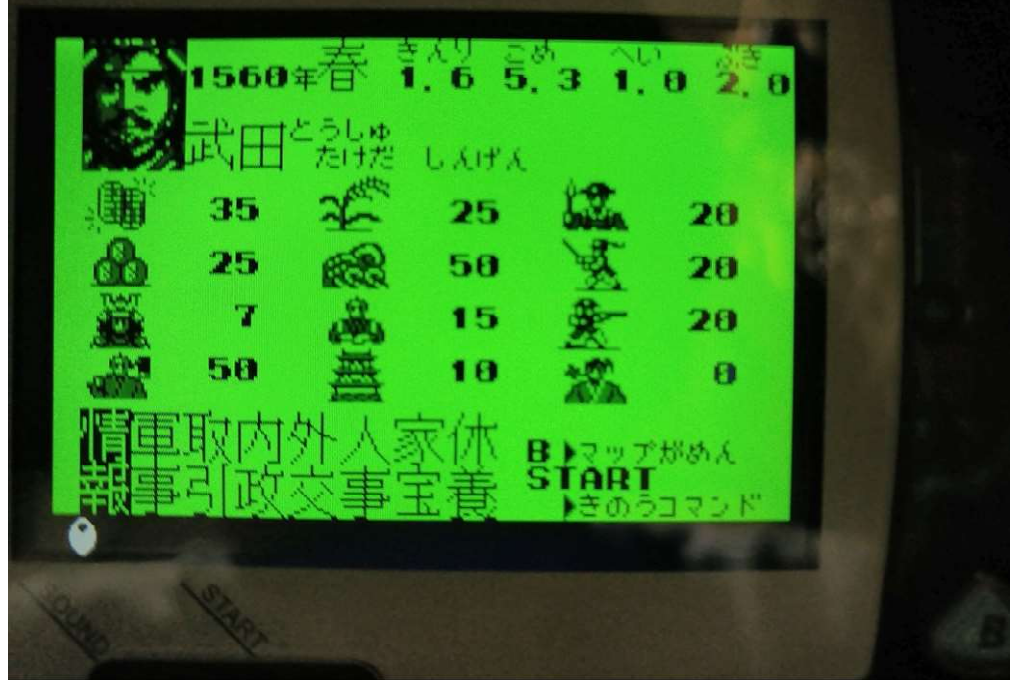 1560年春 きんり こめ へい ぶき
1.6 5.3 1.0 2.0
武田 とうしゅ
たけだ しんげん
35 25 20
25 50 20
7 15 20
50 10 0
情報 軍事 取引 内政 外交 人事 家宝 休養
B▶マップがめん
START
▶きのうコマンド
SOUND
START
B